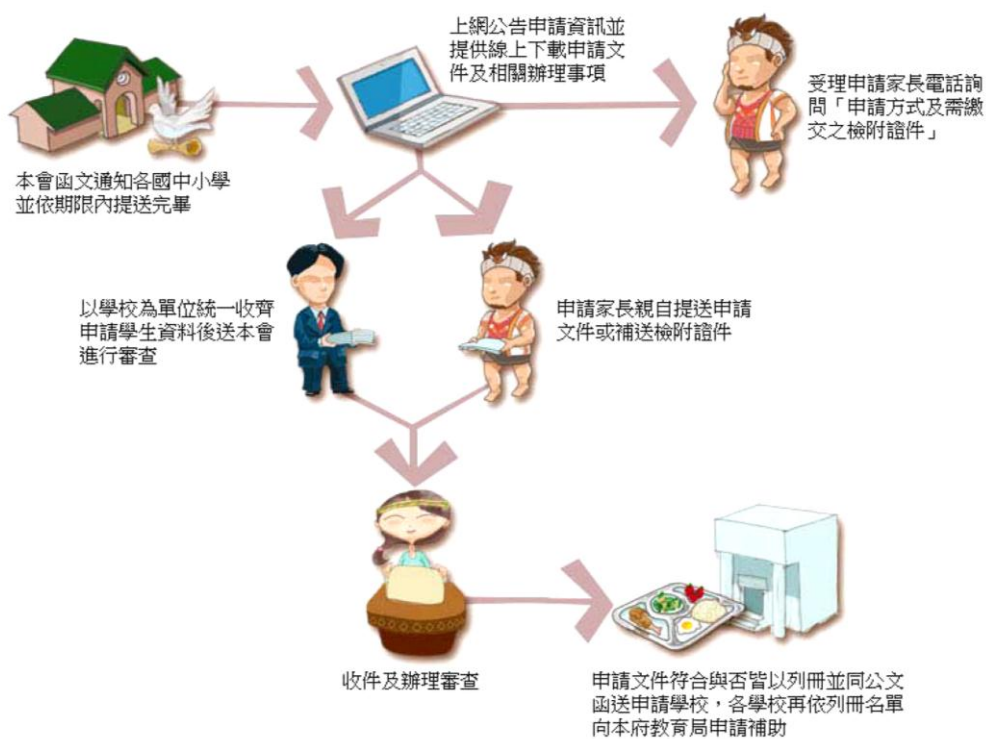 上網公告申請資訊並
提供線上下載申請文
件及相關辦理事項
受理申請家長電話詢
問「申請方式及需繳
交之檢附證件」
本會函文通知各國中小學
並依期限內提送完畢
以學校為單位統一收齊
申請學生資料後送本會
進行審查
申請家長親自提送申請
文件或補送檢附證件
收件及辦理審查
申請文件符合與否皆以列冊並同公文
函送申請學校，各學校再依列冊名單
向本府教育局申請補助